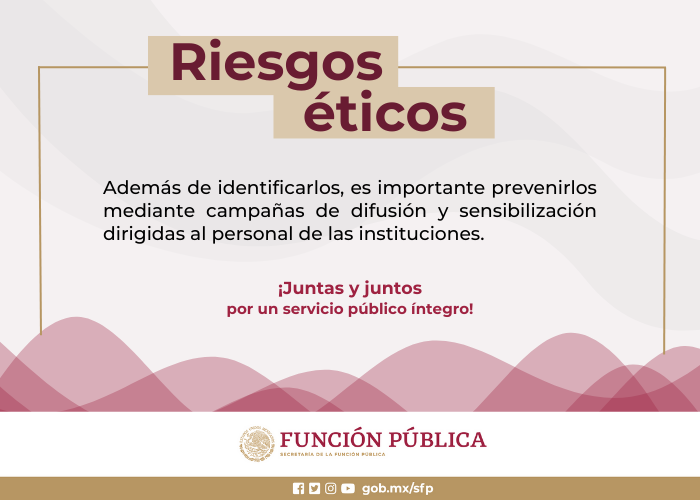 Riesgos
éticos
Además de identificarlos, es importante prevenirlos
mediante campañas de difusión y sensibilización
dirigidas al personal de las instituciones.
¡Juntas y juntos
por un servicio público íntegro!
FUNCIÓN PÚBLICA
SECRETARÍA DE LA FUNCIÓN PÚBLICA
gob.mx/sfp